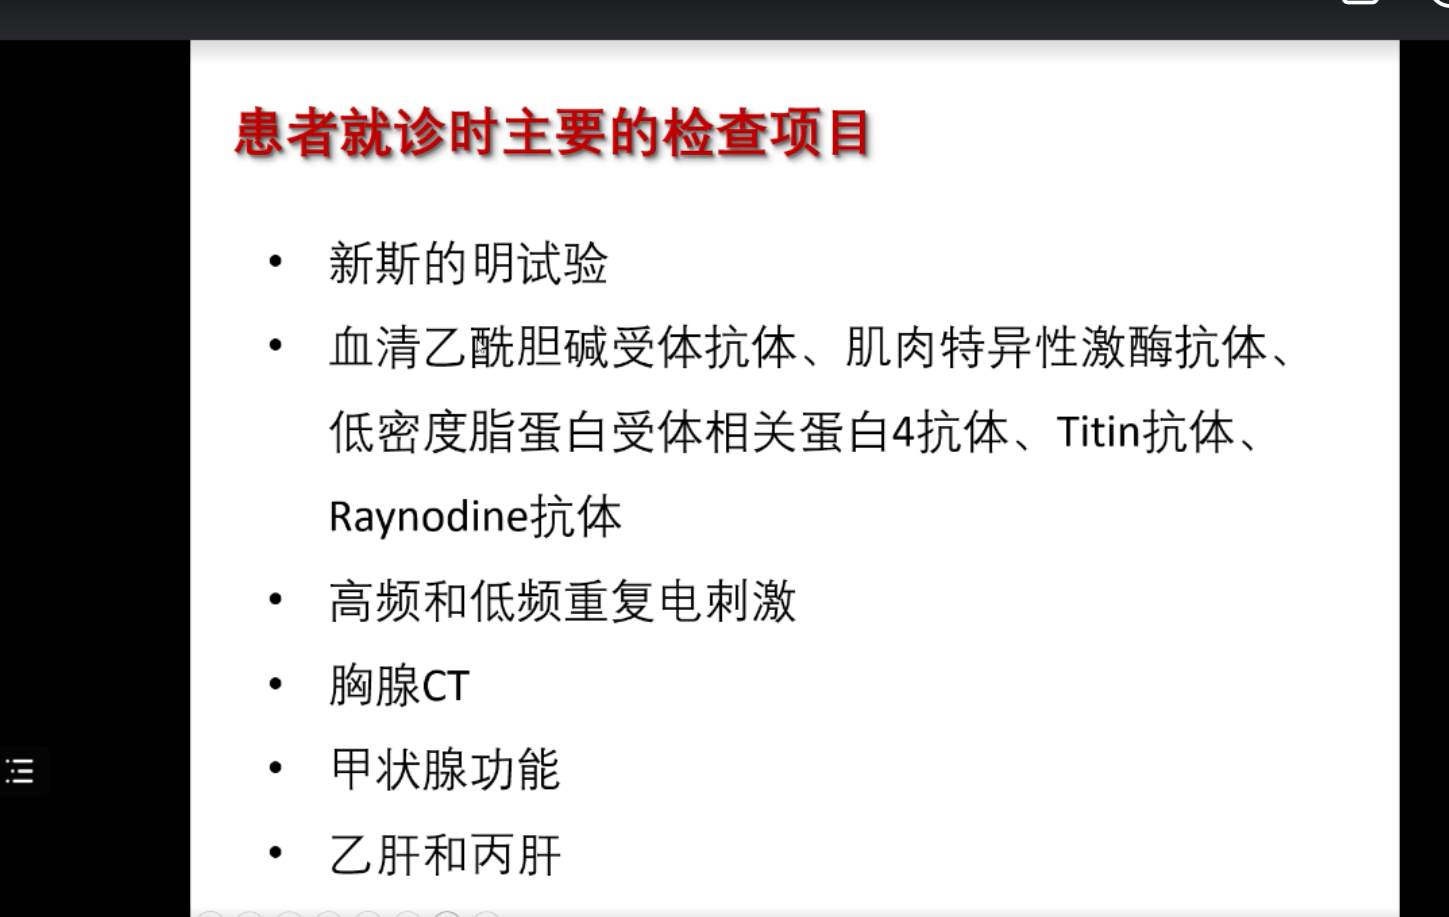 患者就诊时主要的检查项目
• 新斯的明试验
• 血清乙酰胆碱受体抗体、肌肉特异性激酶抗体、
低密度脂蛋白受体相关蛋白4抗体、Titin抗体、
Raynodine抗体
• 高频和低频重复电刺激
• 胸腺CT
• 甲状腺功能
• 乙肝和丙肝